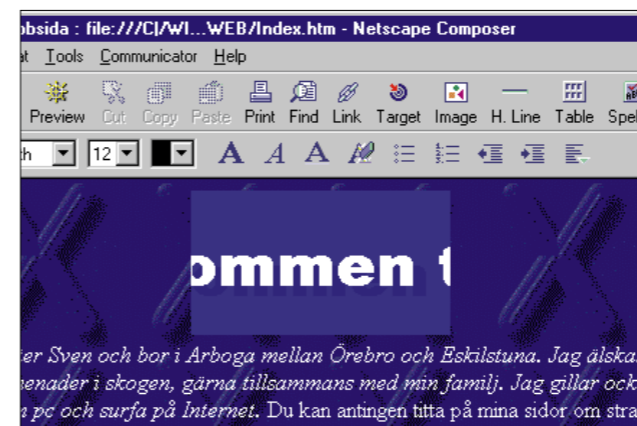 obsida : file:///C|/WI...WEB/Index.htm - Netscape Composer
at Tools Communicator Help
Preview Cut Copy Paste Print Find Link Target Image H. Line Table Spel
th 12 A A A
ommen t
er Sven och bor i Arboga mellan Örebro och Eskilstuna. Jag älska
enader i skogen, gärna tillsammans med min familj. Jag gillar ock
n pc och surfa på Internet. Du kan antingen titta på mina sidor om stra